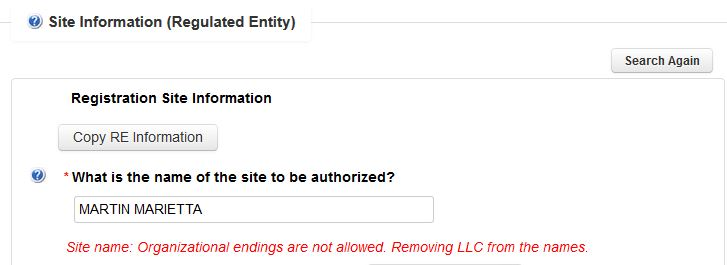 Site Information (Regulated Entity)
Search Again
Registration Site Information
Copy RE Information
* What is the name of the site to be authorized?
MARTIN MARIETTA
Site name: Organizational endings are not allowed. Removing LLC from the names.